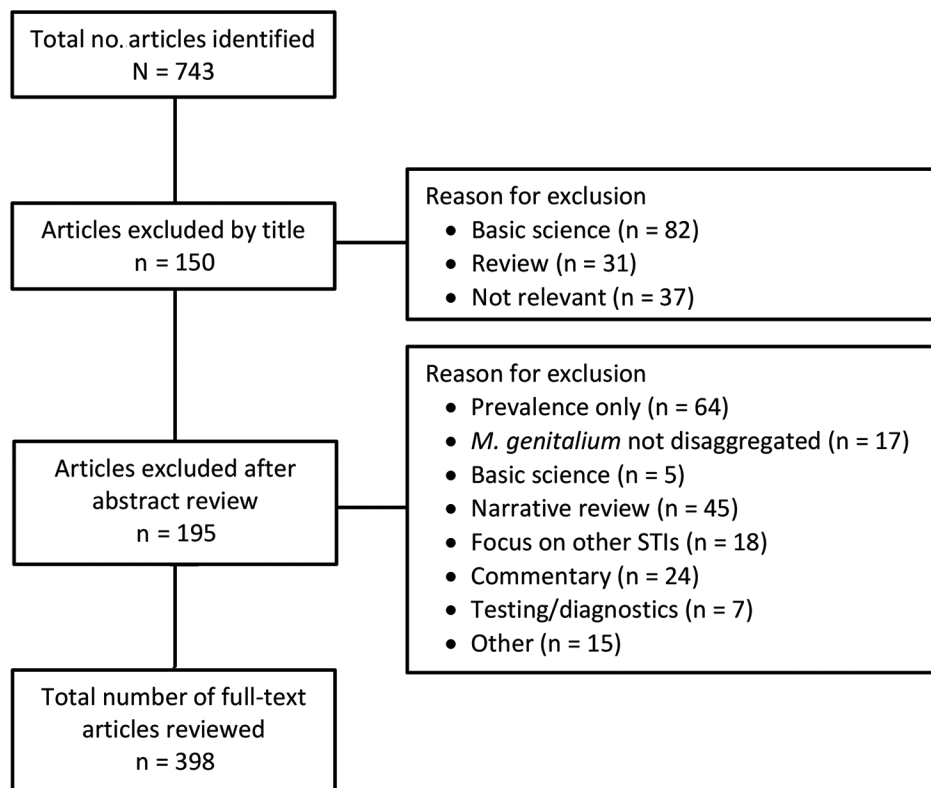 Total no. articles identified
N = 743
Articles excluded by title
n = 150
Reason for exclusion
• Basic science (n = 82)
• Review (n = 31)
• Not relevant (n = 37)
Articles excluded after
abstract review
n = 195
Reason for exclusion
• Prevalence only (n = 64)
• M. genitalium not disaggregated (n = 17)
• Basic science (n = 5)
• Narrative review (n = 45)
• Focus on other STIs (n = 18)
• Commentary (n = 24)
• Testing/diagnostics (n = 7)
• Other (n = 15)
Total number of full-text
articles reviewed
n = 398